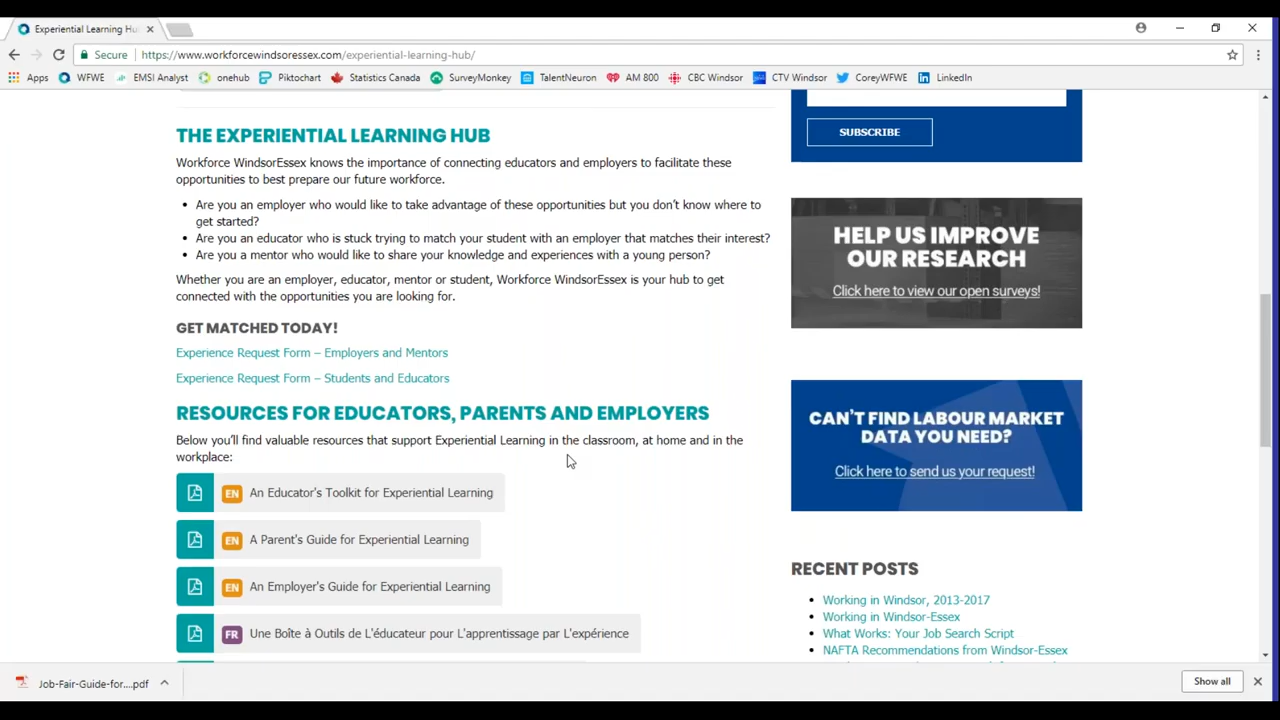 Experiential Learning Hu
Secure
https://www.workforcewindsoressex.com/experiential-learning-hub/
Apps
WFWE
EMSI Analyst
onehub
Piktochart
Statistics Canada
SurveyMonkey
TalentNeuron
AM 800
CBC Windsor
CTV Windsor
CoreyWFWE
LinkedIn
THE EXPERIENTIAL LEARNING HUB
Workforce WindsorEssex knows the importance of connecting educators and employers to facilitate these
opportunities to best prepare our future workforce.
• Are you an employer who would like to take advantage of these opportunities but you don't know where to
get started?
• Are you an educator who is stuck trying to match your student with an employer that matches their interest?
• Are you a mentor who would like to share your knowledge and experiences with a young person?
Whether you are an employer, educator, mentor or student, Workforce WindsorEssex is your hub to get
connected with the opportunities you are looking for.
GET MATCHED TODAY!
Experience Request Form – Employers and Mentors
Experience Request Form – Students and Educators
RESOURCES FOR EDUCATORS, PARENTS AND EMPLOYERS
Below you'll find valuable resources that support Experiential Learning in the classroom, at home and in the
workplace:
EN An Educator's Toolkit for Experiential Learning
EN A Parent's Guide for Experiential Learning
EN An Employer's Guide for Experiential Learning
FR Une Boîte à Outils de L'éducateur pour L'apprentissage par L'expérience
SUBSCRIBE
HELP US IMPROVE
OUR RESEARCH
Click here to view our open surveys!
CAN'T FIND LABOUR MARKET
DATA YOU NEED?
Click here to send us your request!
RECENT POSTS
• Working in Windsor, 2013-2017
• Working in Windsor-Essex
• What Works: Your Job Search Script
• NAFTA Recommendations from Windsor-Essex
Job-Fair-Guide-for....pdf
Show all